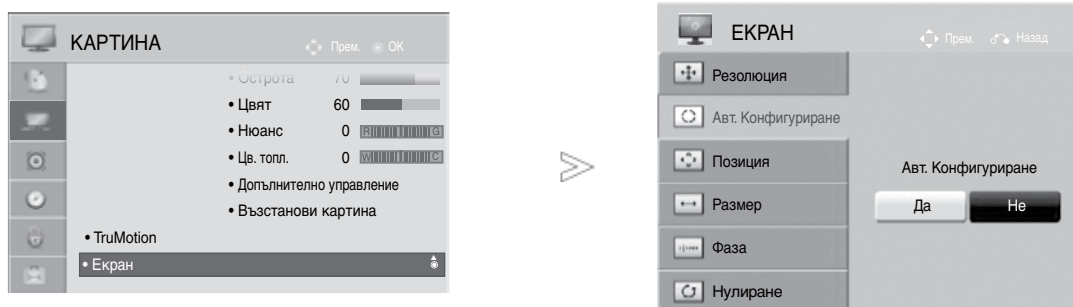 КАРТИНА
Прем. OK
• Острота 70
• Цвят 60
• Нюанс 0 R G
• Цв. топл. 0 W C
• Допълнително управление
• Възстанови картина
• TruMotion
• Екран
ЕКРАН
Прем. Назад
Резолюция
Авт. Конфигуриране
Позиция
Размер
Фаза
Нулиране
Авт. Конфигуриране
Да Не